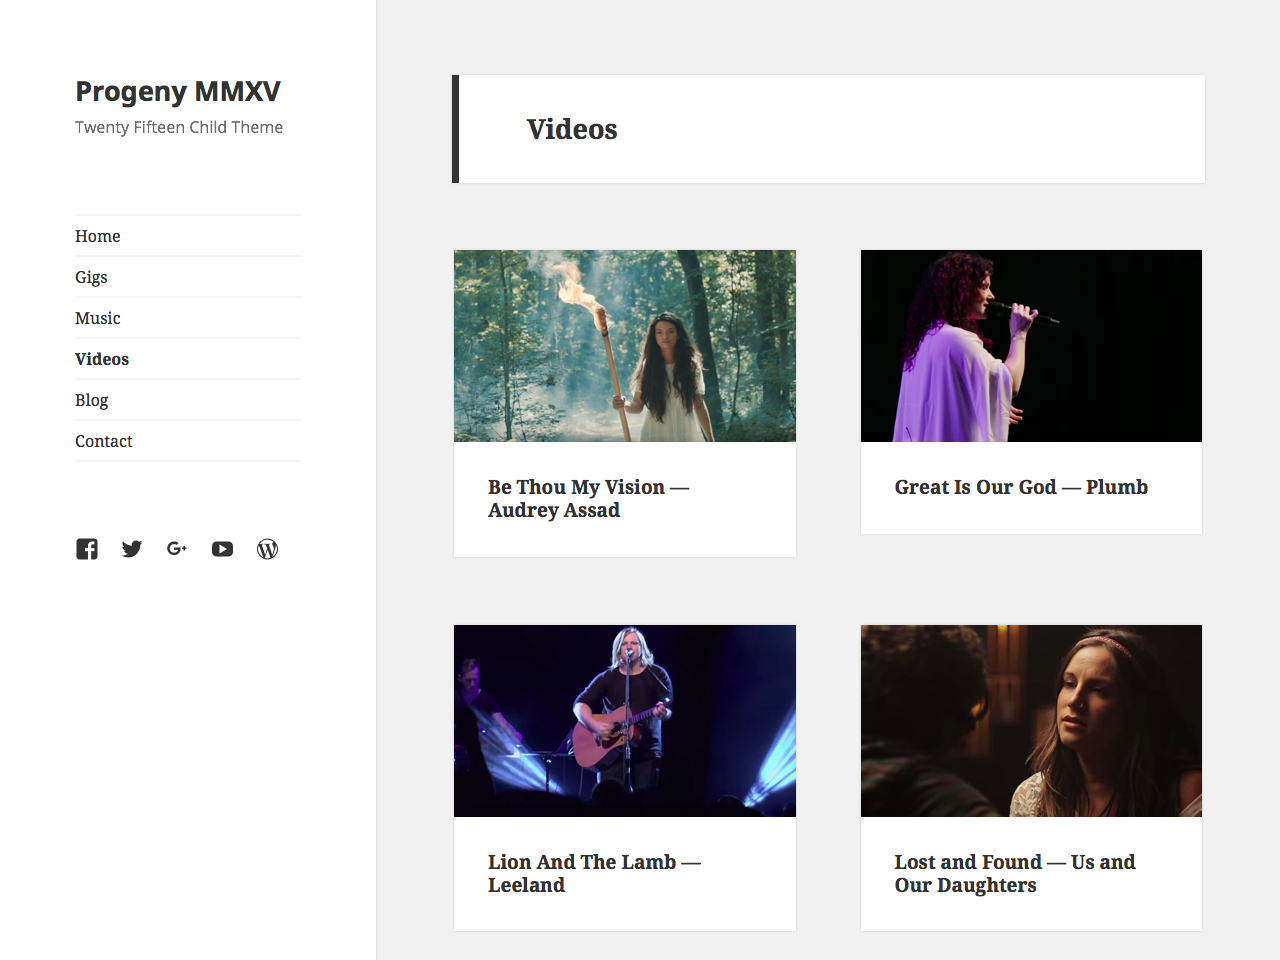 Progeny MMXV
Twenty Fifteen Child Theme
Home
Gigs
Music
Videos
Blog
Contact
Videos
Be Thou My Vision —
Audrey Assad
Great Is Our God — Plumb
Lion And The Lamb —
Leeland
Lost and Found — Us and
Our Daughters